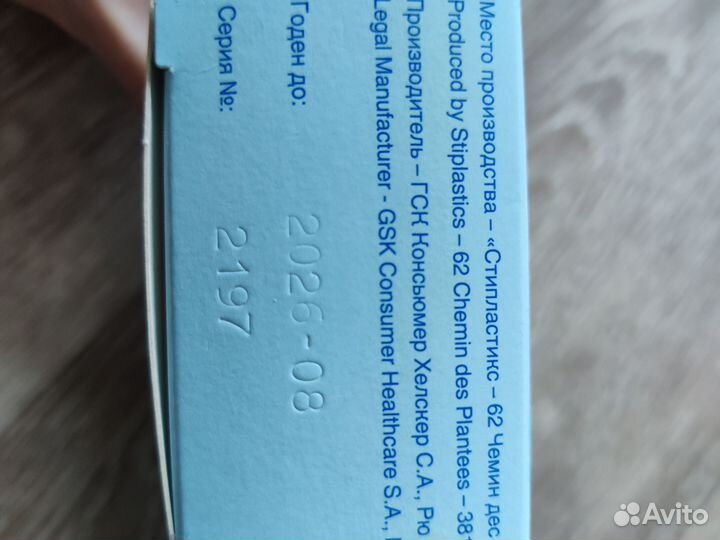 Место производства – «Стипластикс – 62 Чемин дес
Produced by Stiplastics – 62 Chemin des Plantees – 381
Производитель – ГСК Консьюмер Хелскер С.А., Рю
Legal Manufacturer - GSK Consumer Healthcare S.A.,
Годен до: 2026-08
Серия №: 2197
Avito